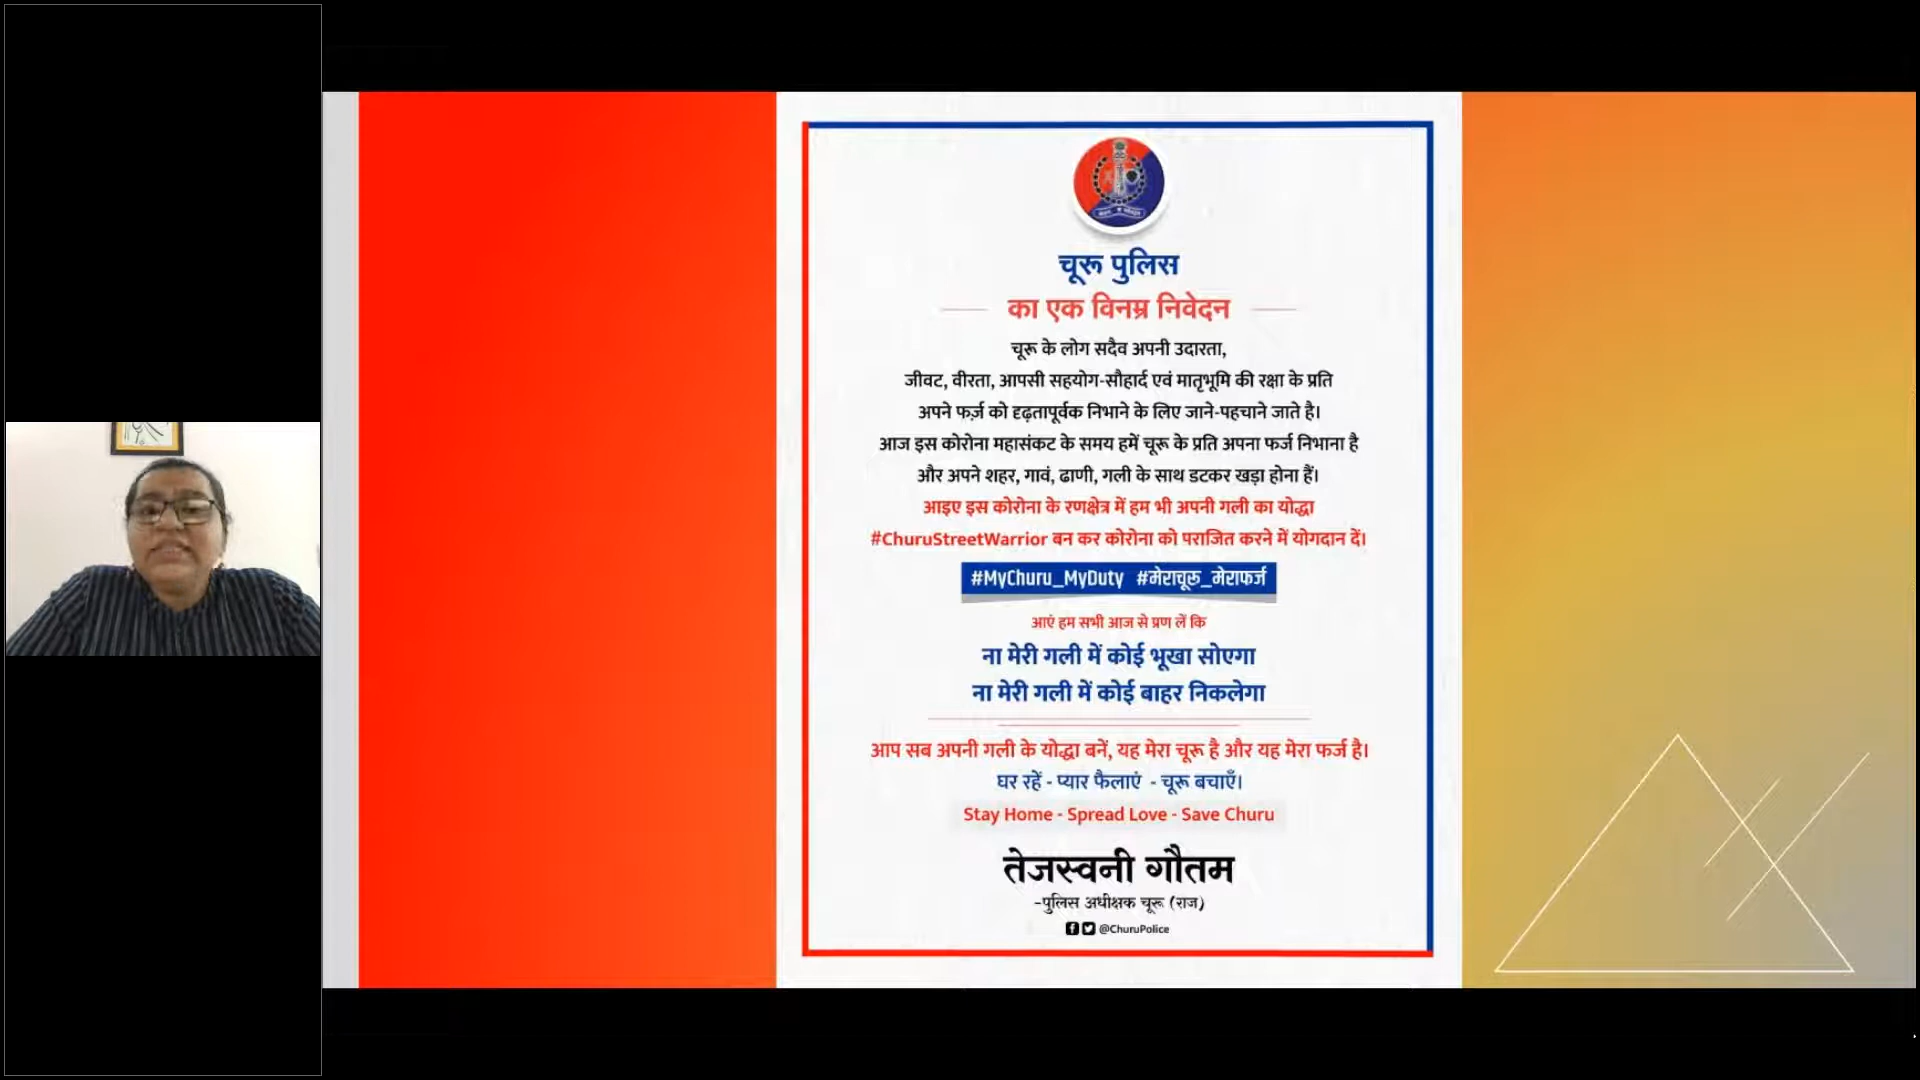 चूरू पुलिस
का एक विनम्र निवेदन
चूरू के लोग सदैव अपनी उदारता,
जीवट, वीरता, आपसी सहयोग-सौहार्द एवं मातृभूमि की रक्षा के प्रति
अपने फर्ज़ को दृढ़तापूर्वक निभाने के लिए जाने-पहचाने जाते है।
आज इस कोरोना महासंकट के समय हमें चूरू के प्रति अपना फर्ज निभाना है
और अपने शहर, गावं, ढाणी, गली के साथ डटकर खड़ा होना हैं।
आइए इस कोरोना के रणक्षेत्र में हम भी अपनी गली का योद्धा
#ChuruStreetWarrior बन कर कोरोना को पराजित करने में योगदान दें।
#MyChuru_MyDuty #मेराचूरू_मेराफर्ज
आएं हम सभी आज से प्रण लें कि
ना मेरी गली में कोई भूखा सोएगा
ना मेरी गली में कोई बाहर निकलेगा
आप सब अपनी गली के योद्धा बनें, यह मेरा चूरू है और यह मेरा फर्ज है।
घर रहें - प्यार फैलाएं - चूरू बचाएँ।
Stay Home - Spread Love - Save Churu
तेजस्वनी गौतम
-पुलिस अधीक्षक चूरू (राज)
@ChuruPolice